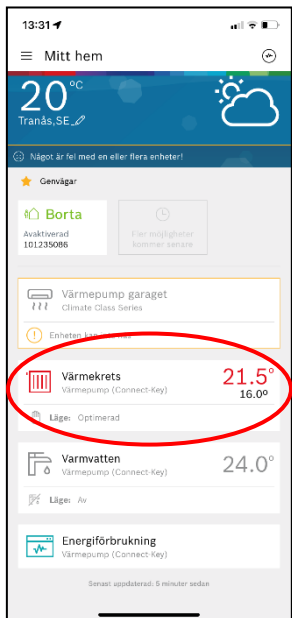 13:31
Mitt hem
20°C
Tranås,SE
Något är fel med en eller flera enheter!
Genvägar
Borta
Avaktiverad
101235086
Fler möjligheter
kommer senare
Värmepump garaget
Climate Class Series
Enheten kan
Värmekrets
Värmepump (Connect-Key)
21.5°
16.0º
Läge: Optimerad
Varmvatten
Värmepump (Connect-Key)
24.0°
Läge: Av
Energiförbrukning
Värmepump (Connect-Key)
Senast uppdaterad: 5 minuter sedan